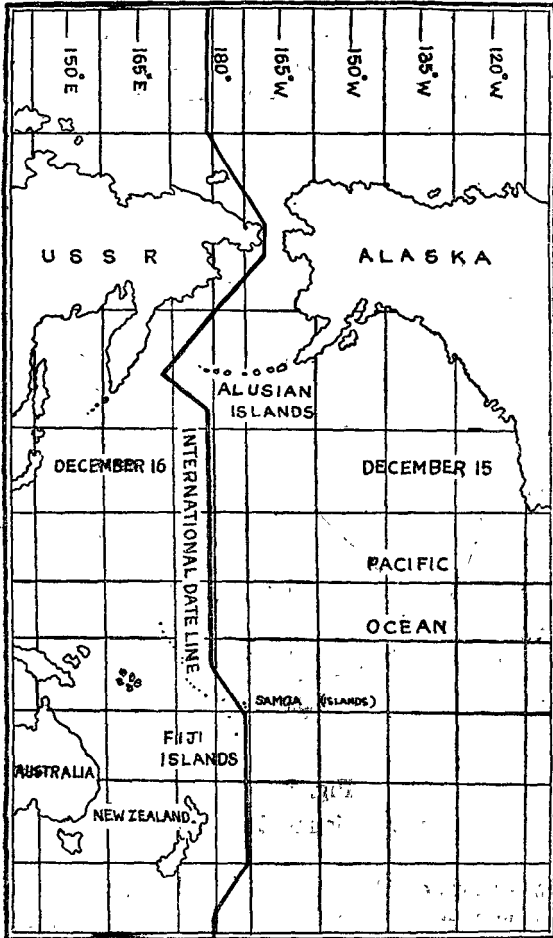 150°E
165°E
180°
165°W
150°W
135°W
120°W
USSR
ALASKA
ALUSIAN
ISLANDS
DECEMBER 16
INTERNATIONAL DATE LINE
DECEMBER 15
PACIFIC
OCEAN
SAMOA (ISLANDS)
FIJI
ISLANDS
AUSTRALIA
NEW ZEALAND